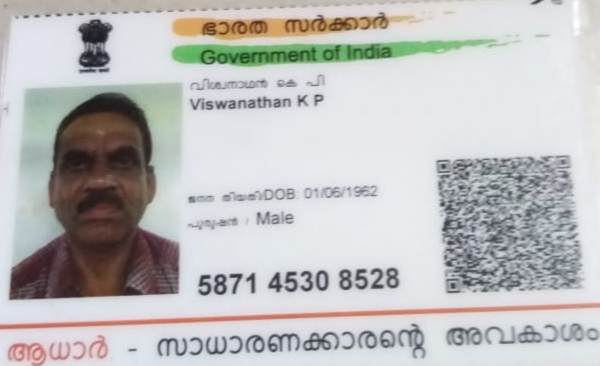 ഭാരത സർക്കാർ
Government of India
വിശ്വനാഥൻ കെ പി
Viswanathan K P
ജനന തിയതി/DOB: 01/06/1962
പുരുഷൻ / Male
5871 4530 8528
ആധാർ - സാധാരണക്കാരന്റെ അവകാശം